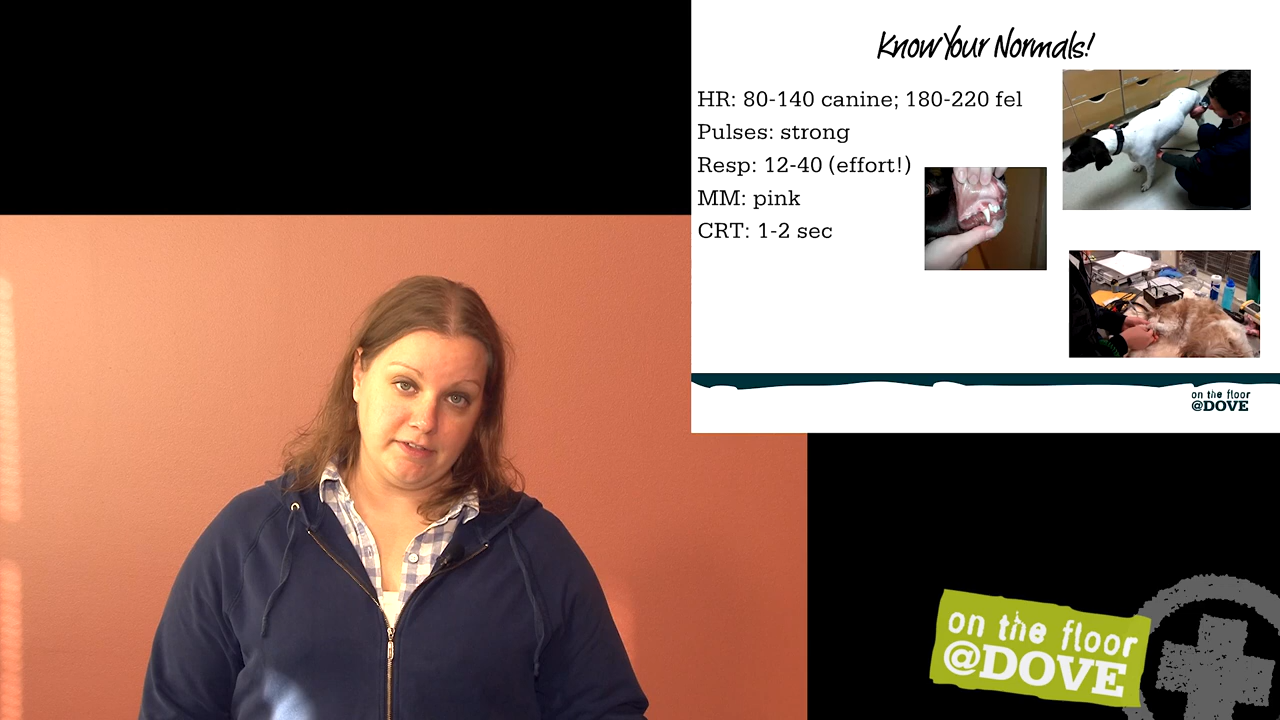 Know Your Normals!
HR: 80-140 canine; 180-220 fel
Pulses: strong
Resp: 12-40 (effort!)
MM: pink
CRT: 1-2 sec
on the floor
@DOVE
on the floor
@DOVE